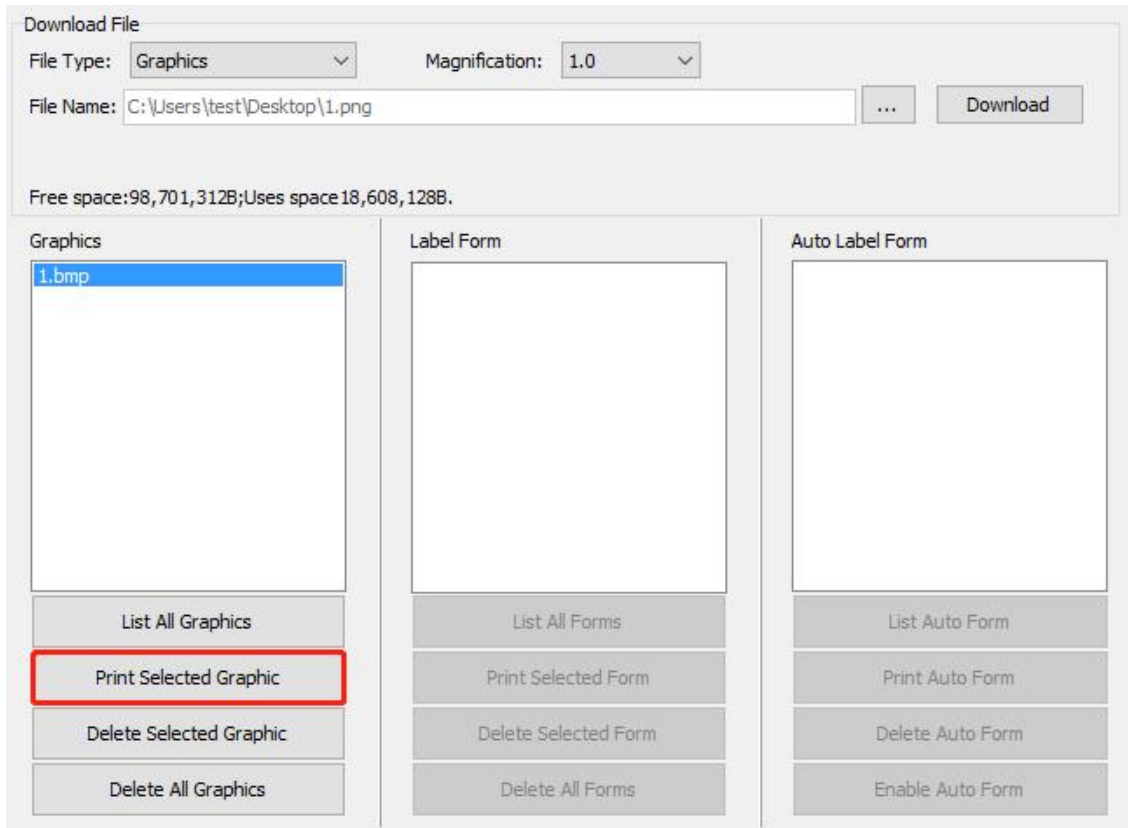 Download File
File Type: Graphics Magnification: 1.0
File Name: C:\Users\test\Desktop\1.png ... Download
Free space:98,701,312B;Uses space18,608,128B.
Graphics
1.bmp
List All Graphics
Print Selected Graphic
Delete Selected Graphic
Delete All Graphics
Label Form
List All Forms
Print Selected Form
Delete Selected Form
Delete All Forms
Auto Label Form
List Auto Form
Print Auto Form
Delete Auto Form
Enable Auto Form